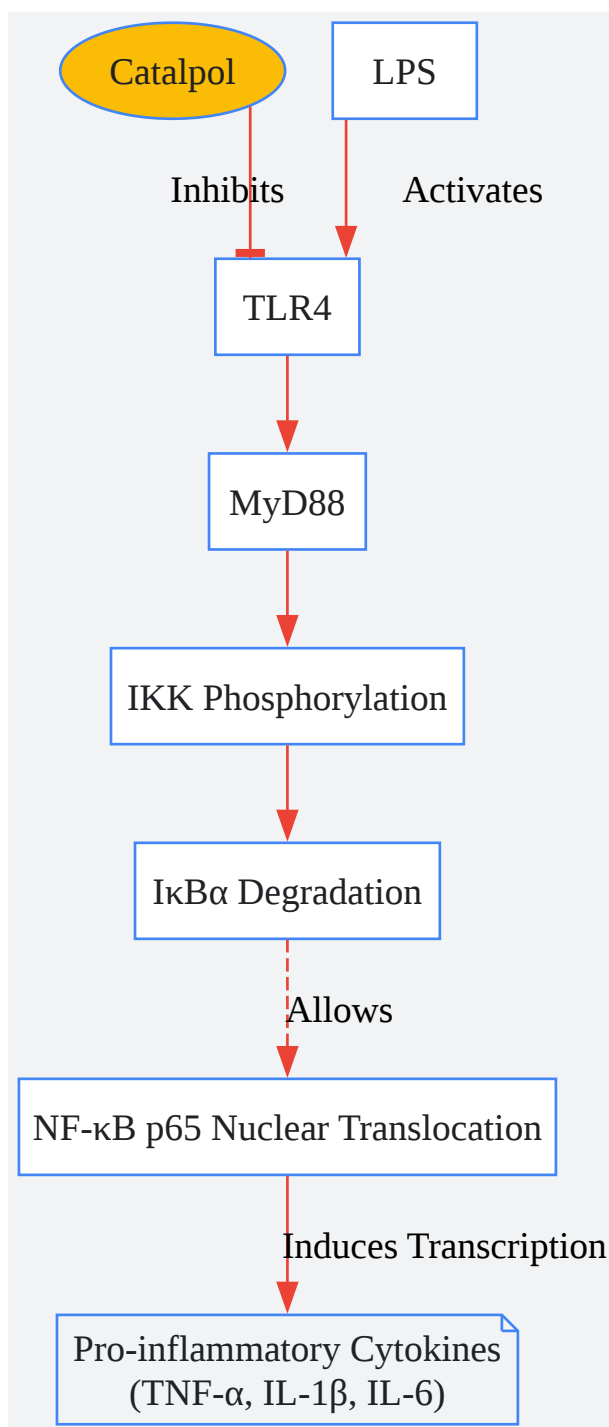 Catalpol
LPS
Inhibits
Activates
TLR4
MyD88
IKK Phosphorylation
IκBα Degradation
Allows
NF-κB p65 Nuclear Translocation
Induces Transcription
Pro-inflammatory Cytokines
(TNF-α, IL-1β, IL-6)